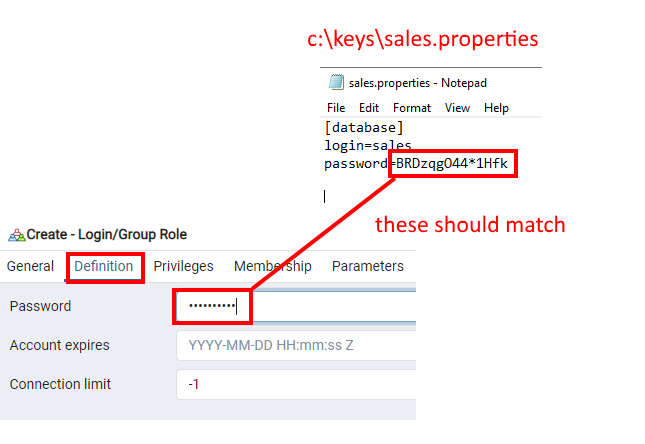 c:\keys\sales.properties
sales.properties - Notepad
File Edit Format View Help
[database]
login=sales
password=BRDzqgO44*1Hfk
these should match
Create - Login/Group Role
General Definition Privileges Membership Parameters
Password ••••••••••
Account expires YYYY-MM-DD HH:mm:ss Z
Connection limit -1